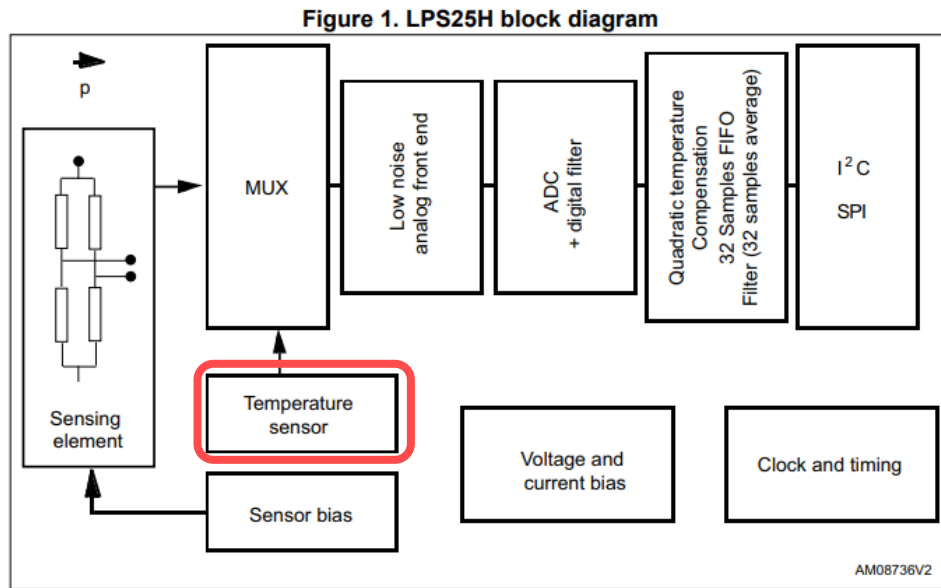 Figure 1. LPS25H block diagram
p
Sensing
element
MUX
Low noise
analog front end
ADC
+ digital filter
Quadratic temperature
Compensation
32 Samples FIFO
Filter (32 samples average)
I²C
SPI
Temperature
sensor
Sensor bias
Voltage and
current bias
Clock and timing
AM08736V2